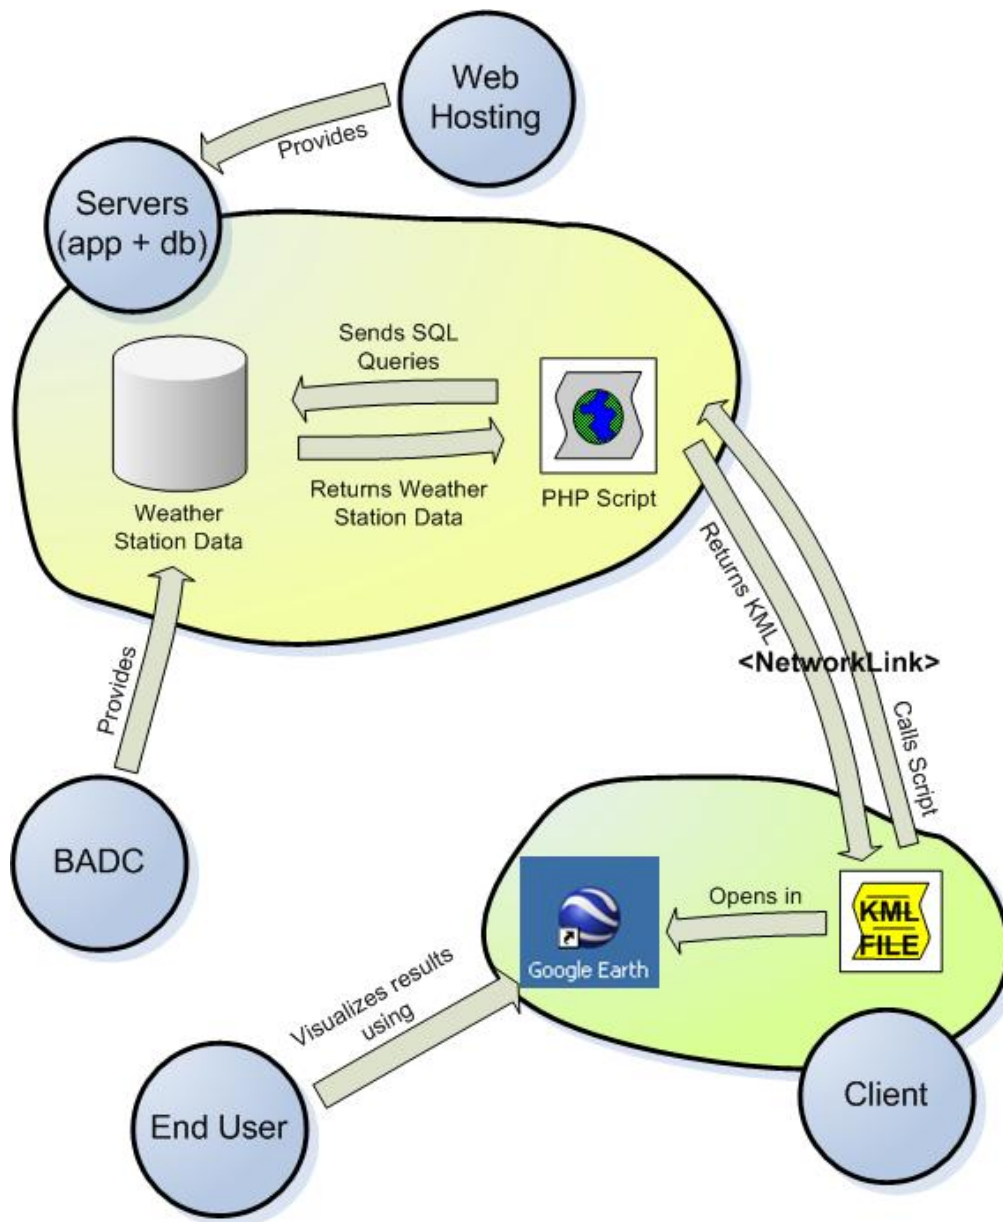 Web
Hosting
Provides
Servers
(app + db)
Sends SQL
Queries
Returns Weather
Station Data
PHP Script
Weather
Station Data
Returns KML
<NetworkLink>
Calls Script
Provides
BADC
Opens in
KML
FILE
Google Earth
Visualizes results
using
End User
Client